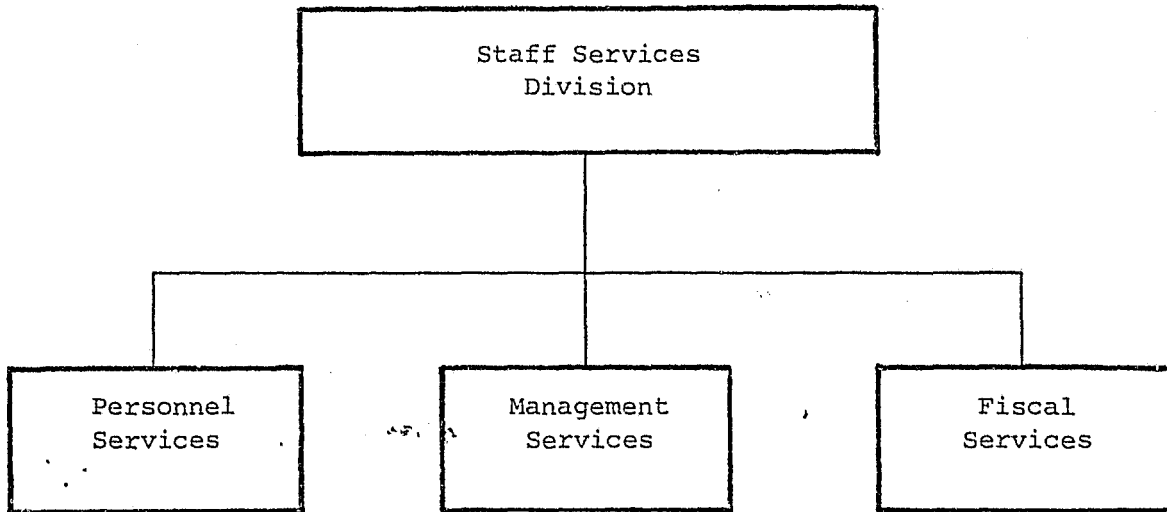 Staff Services
Division
Personnel
Services
Management
Services
Fiscal
Services